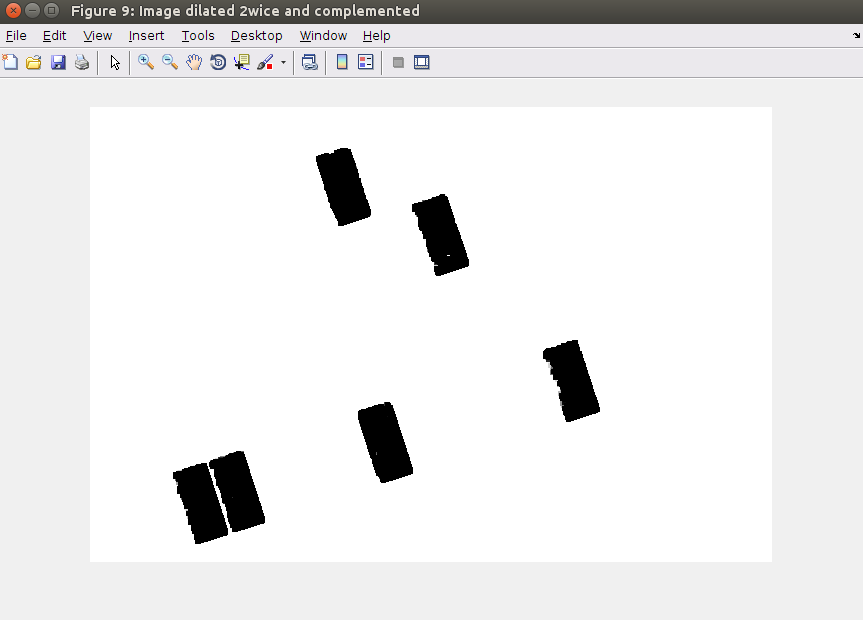 Figure 9: Image dilated 2wice and complemented
File Edit View Insert Tools Desktop Window Help